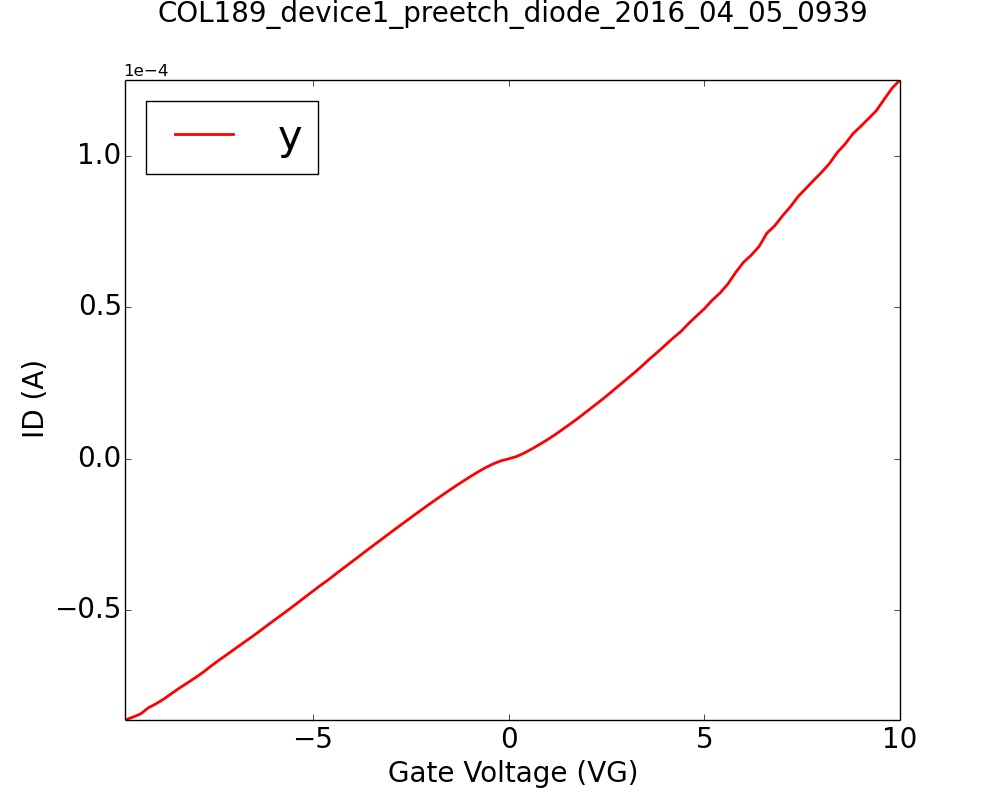 COL189_device1_preetch_diode_2016_04_05_0939
1e−4
y
1.0
0.5
0.0
−0.5
ID (A)
−5 0 5 10
Gate Voltage (VG)